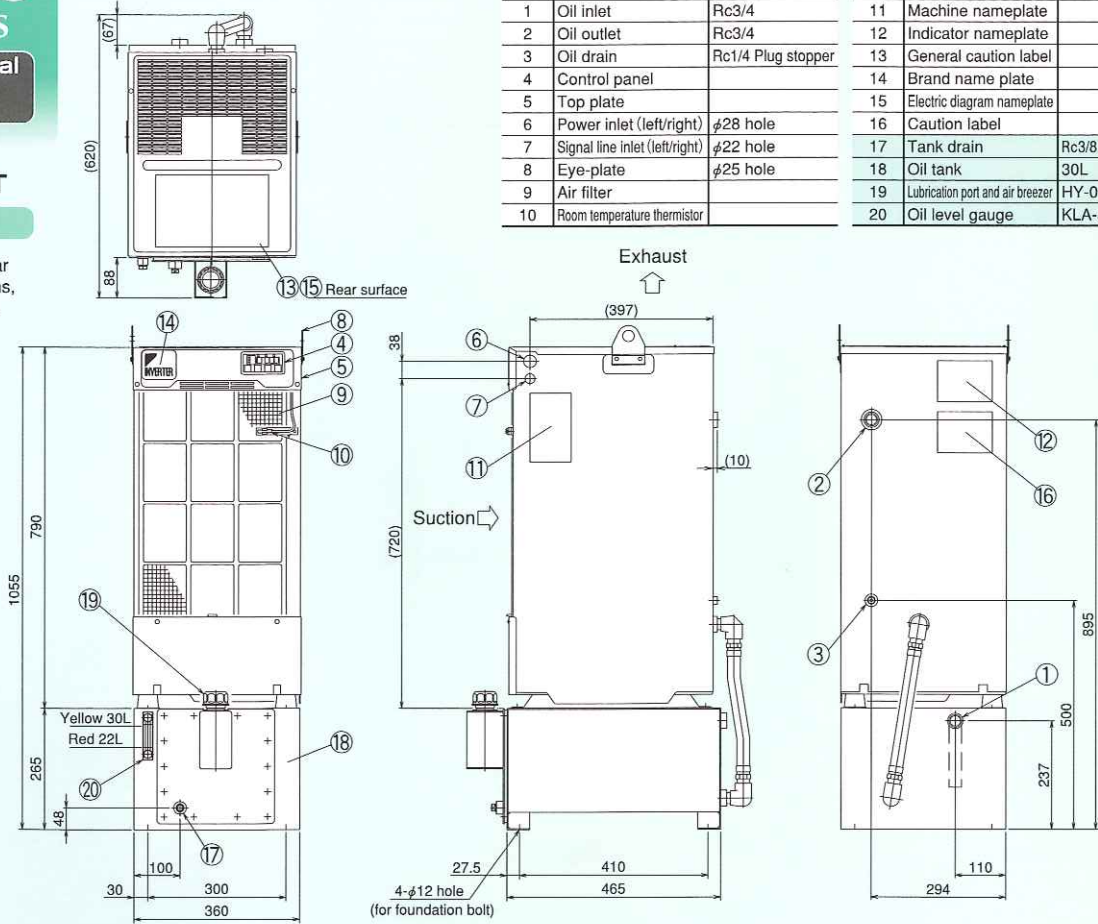 S
al
T
ar
ns,
1 Oil inlet Rc3/4
2 Oil outlet Rc3/4
3 Oil drain Rc1/4 Plug stopper
4 Control panel
5 Top plate
6 Power inlet (left/right) φ28 hole
7 Signal line inlet (left/right) φ22 hole
8 Eye-plate φ25 hole
9 Air filter
10 Room temperature thermistor
11 Machine nameplate
12 Indicator nameplate
13 General caution label
14 Brand name plate
15 Electric diagram nameplate
16 Caution label
17 Tank drain Rc3/8
18 Oil tank 30L
19 Lubrication port and air breezer HY-0
20 Oil level gauge KLA-
(67)
(620)
88
⑬⑮ Rear surface
⑭
⑧
④
⑤
⑨
⑩
INVERTER
1055
790
265
48
⑲
Yellow 30L
Red 22L
⑳
⑱
⑰
100
30
300
360
Exhaust
(397)
38
⑥
⑦
⑪
(10)
Suction
(720)
27.5
410
465
4-φ12 hole
(for foundation bolt)
②
⑫
⑯
③
①
895
500
237
110
294